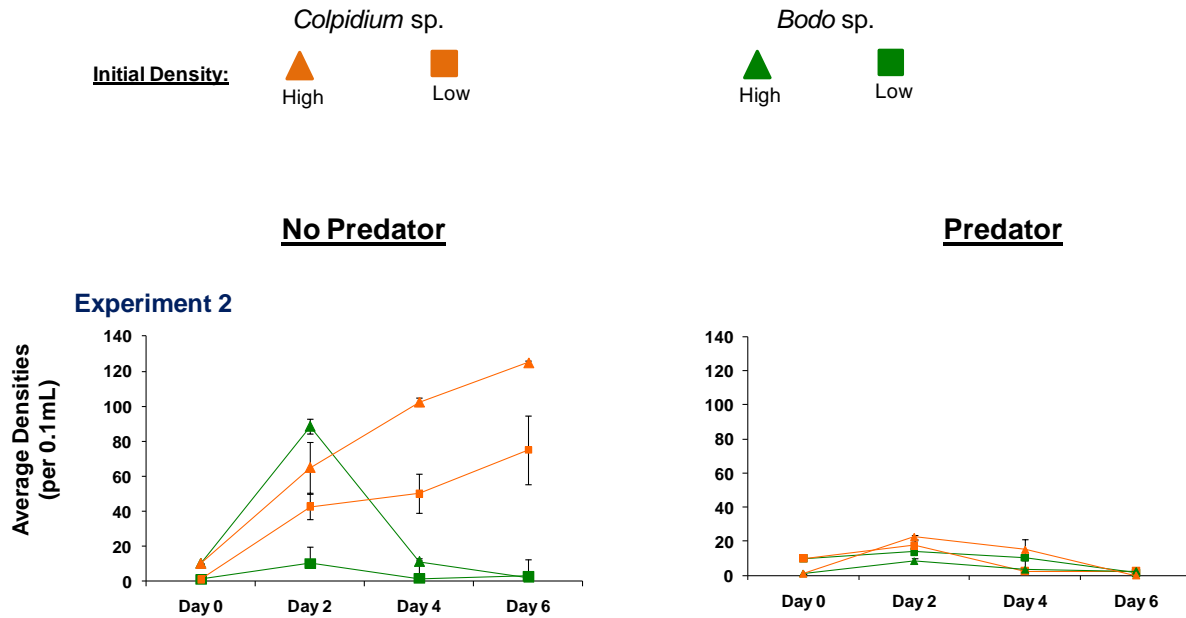 Colpidium sp. Bodo sp.
Initial Density:
High Low High Low
No Predator Predator
Experiment 2
Average Densities
(per 0.1mL)
140
120
100
80
60
40
20
0
Day 0 Day 2 Day 4 Day 6
140
120
100
80
60
40
20
0
Day 0 Day 2 Day 4 Day 6